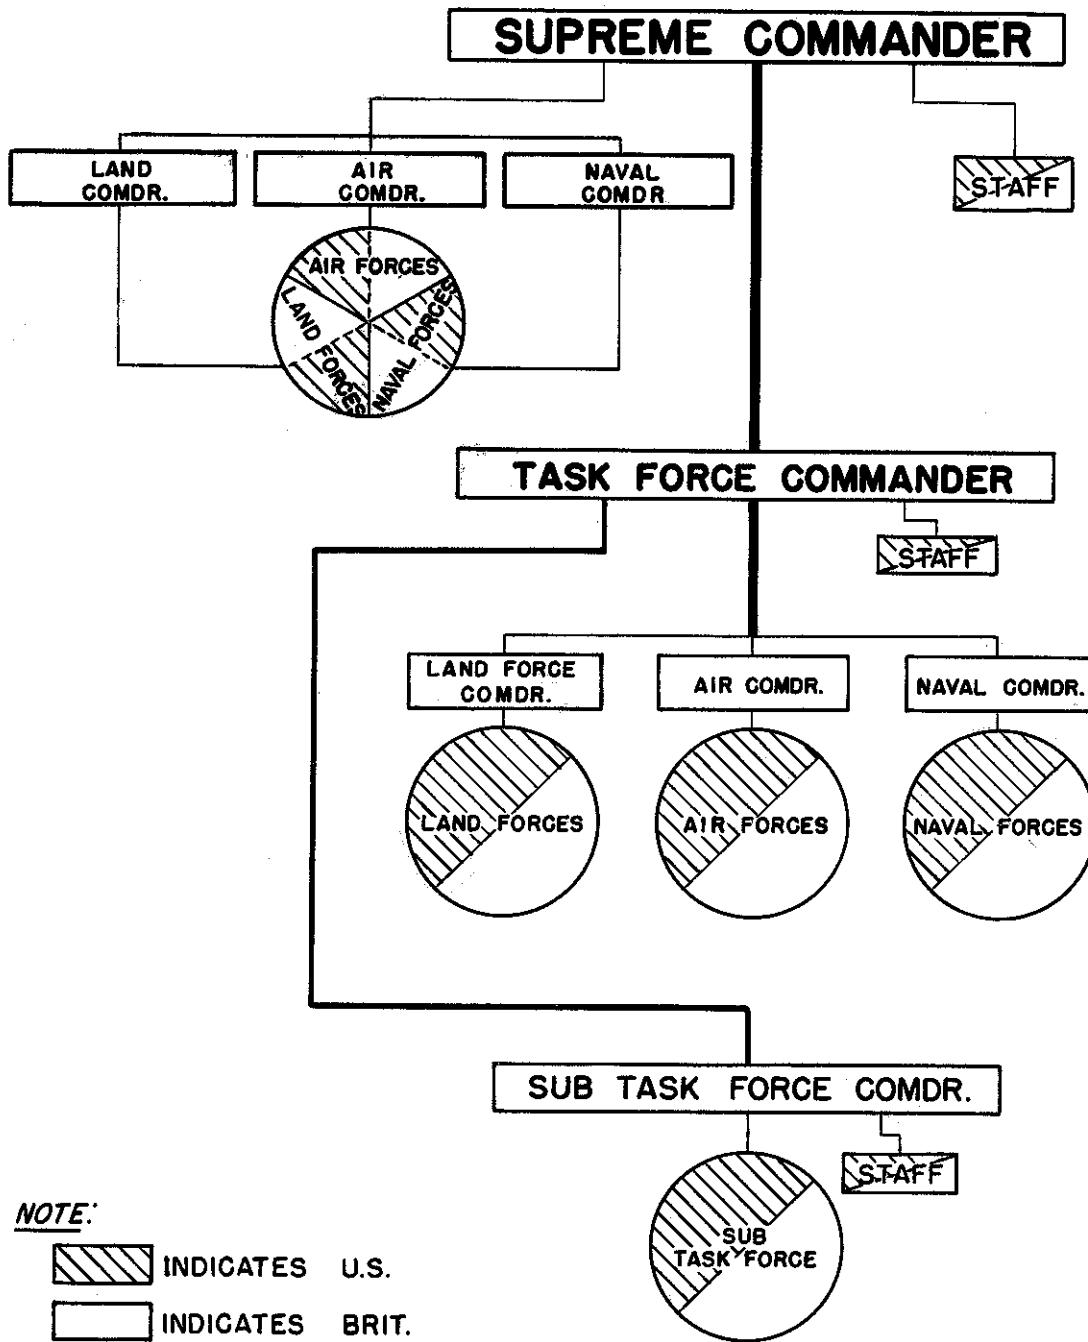 SUPREME COMMANDER
LAND
COMDR.
AIR
COMDR.
NAVAL
COMDR
STAFF
AIR FORCES
LAND FORCES
NAVAL FORCES
TASK FORCE COMMANDER
STAFF
LAND FORCE
COMDR.
AIR COMDR.
NAVAL COMDR.
LAND FORCES
AIR FORCES
NAVAL FORCES
SUB TASK FORCE COMDR.
STAFF
SUB
TASK FORCE
NOTE:
INDICATES U.S.
INDICATES BRIT.